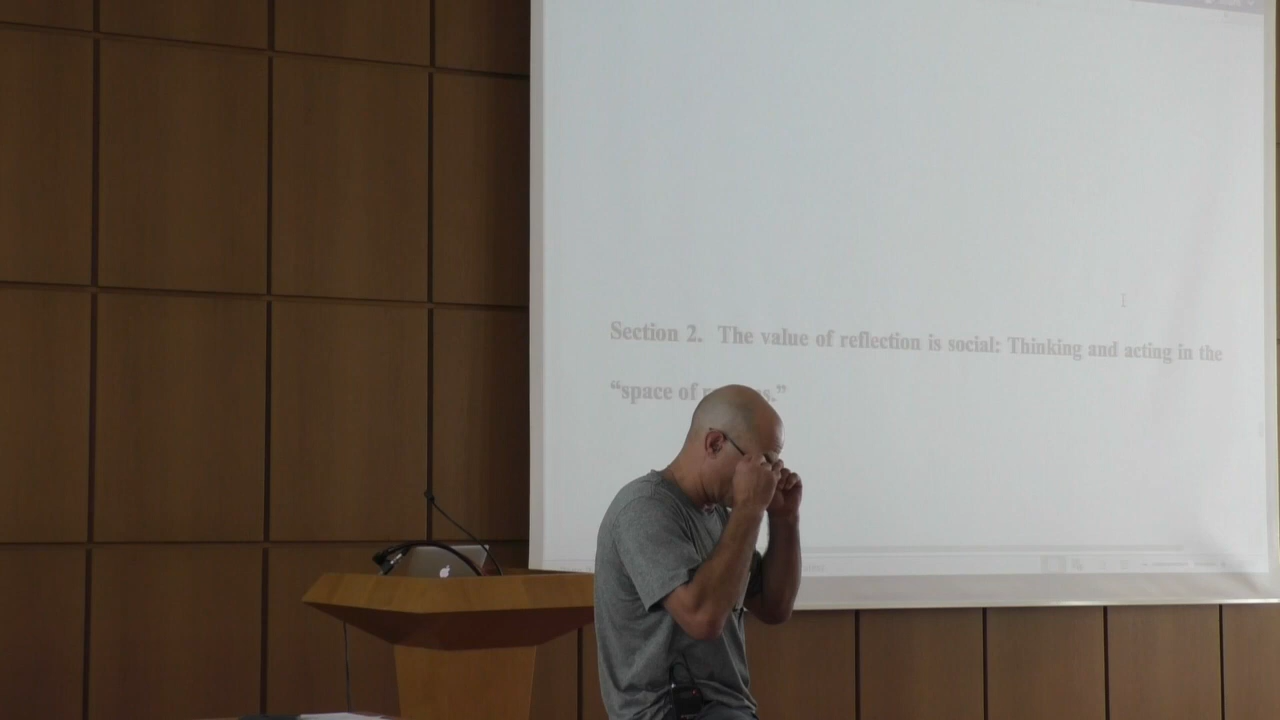 Section 2. The value of reflection is social: Thinking and acting in the
“space of